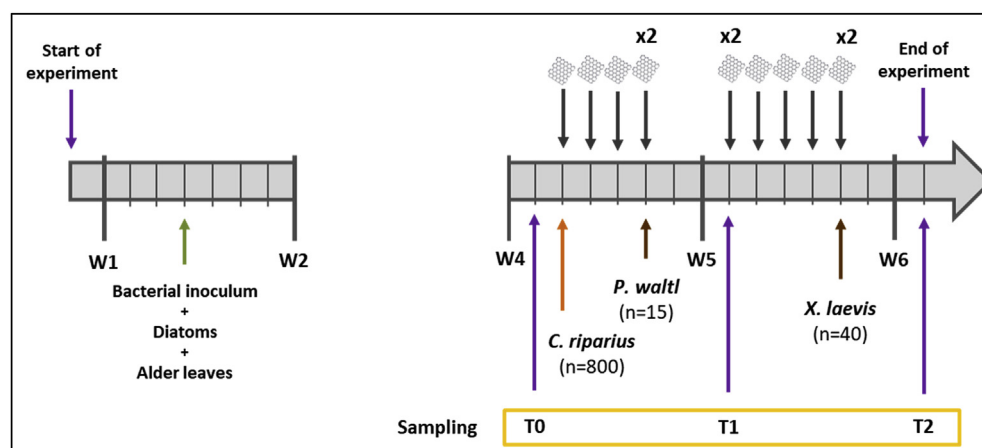 Start of
experiment
x2
x2
x2
End of
experiment
W1
W2
W4
W5
W6
Bacterial inoculum
+
Diatoms
+
Alder leaves
C. riparius
(n=800)
P. waltl
(n=15)
X. laevis
(n=40)
Sampling
T0
T1
T2